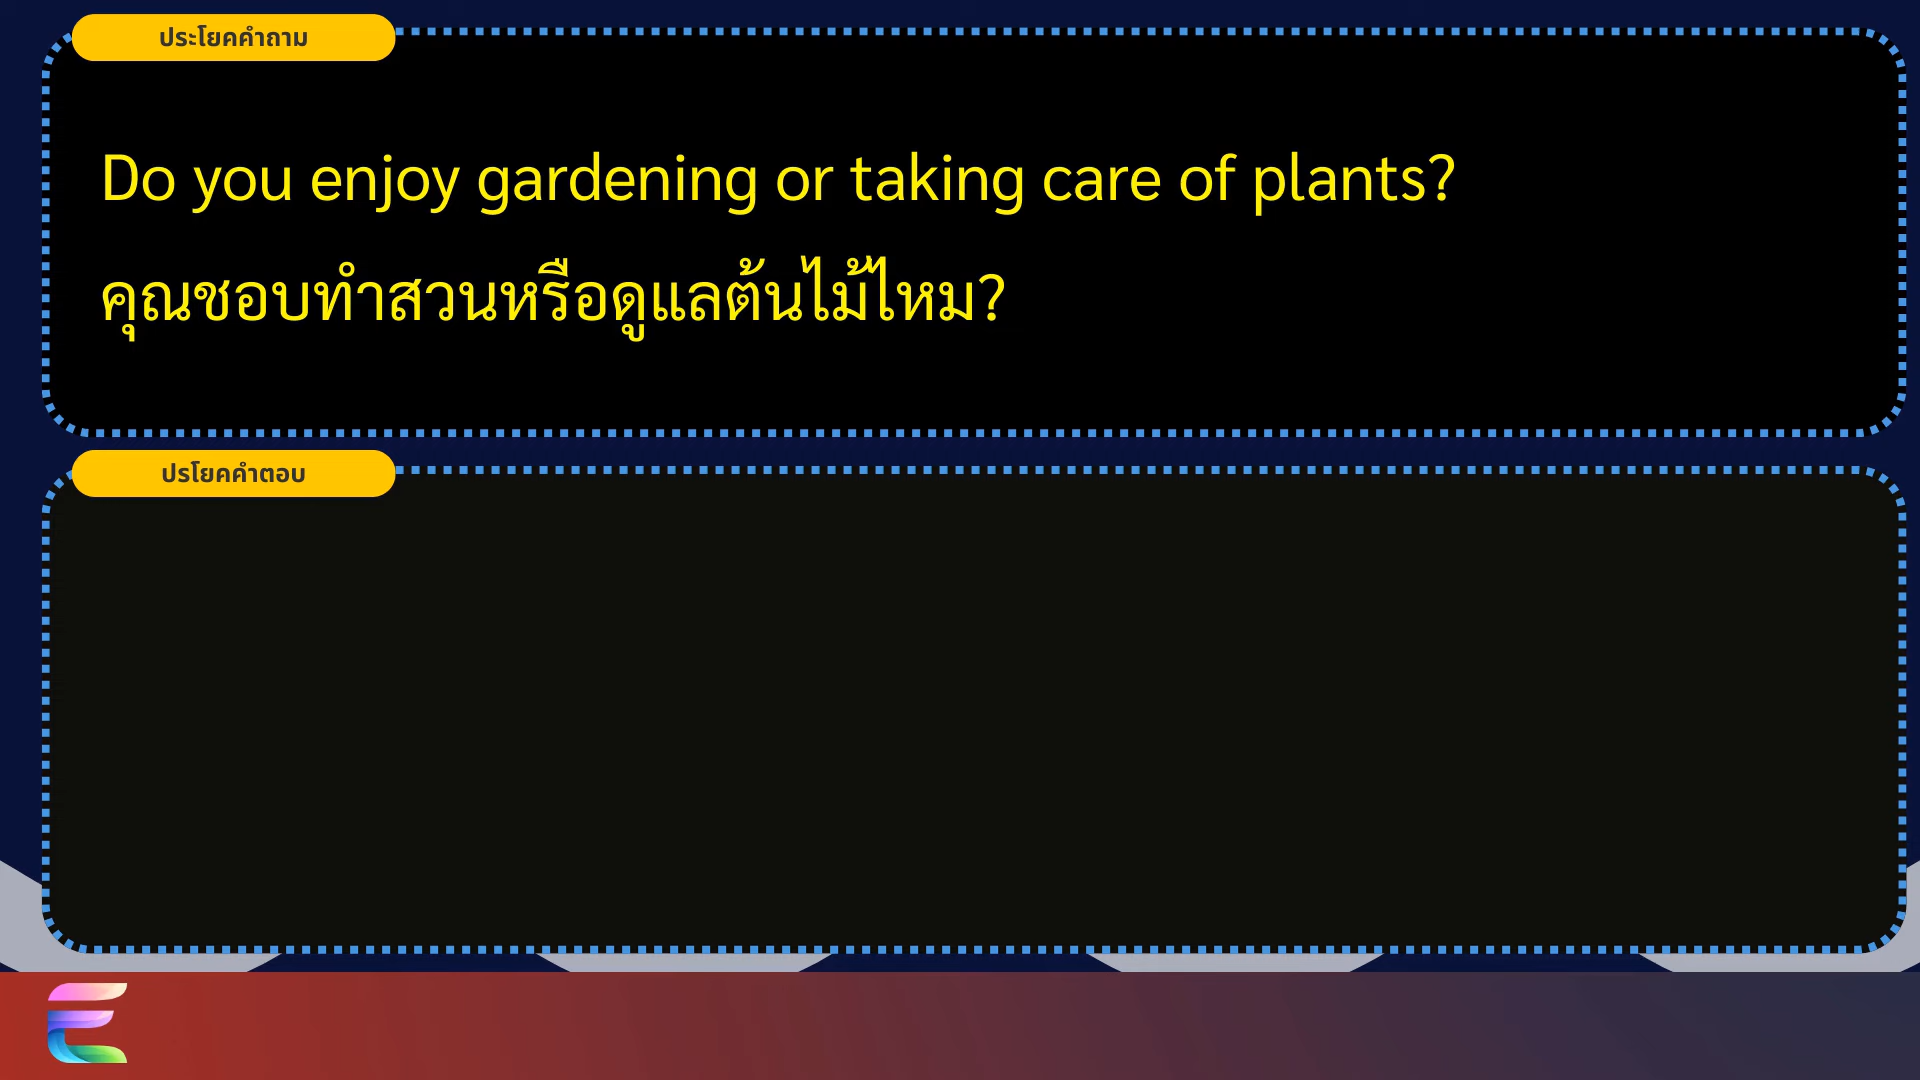 ประโยคคำถาม
Do you enjoy gardening or taking care of plants?
คุณชอบทำสวนหรือดูแลต้นไม้ไหม?
ปรโยคคำตอบ